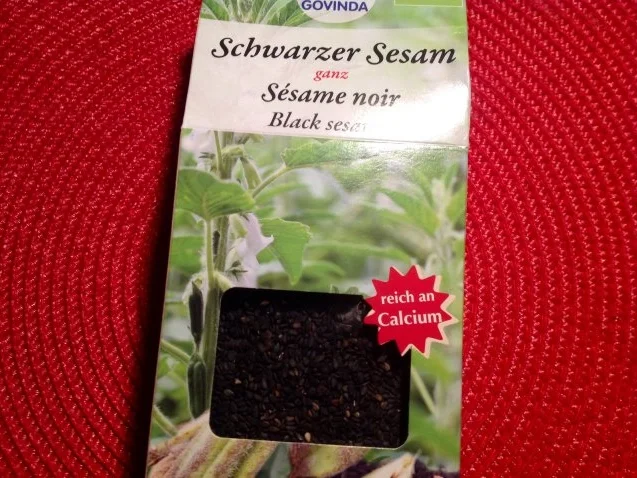 GOVINDA
Schwarzer Sesam
ganz
Sésame noir
Black
reich an
Calcium